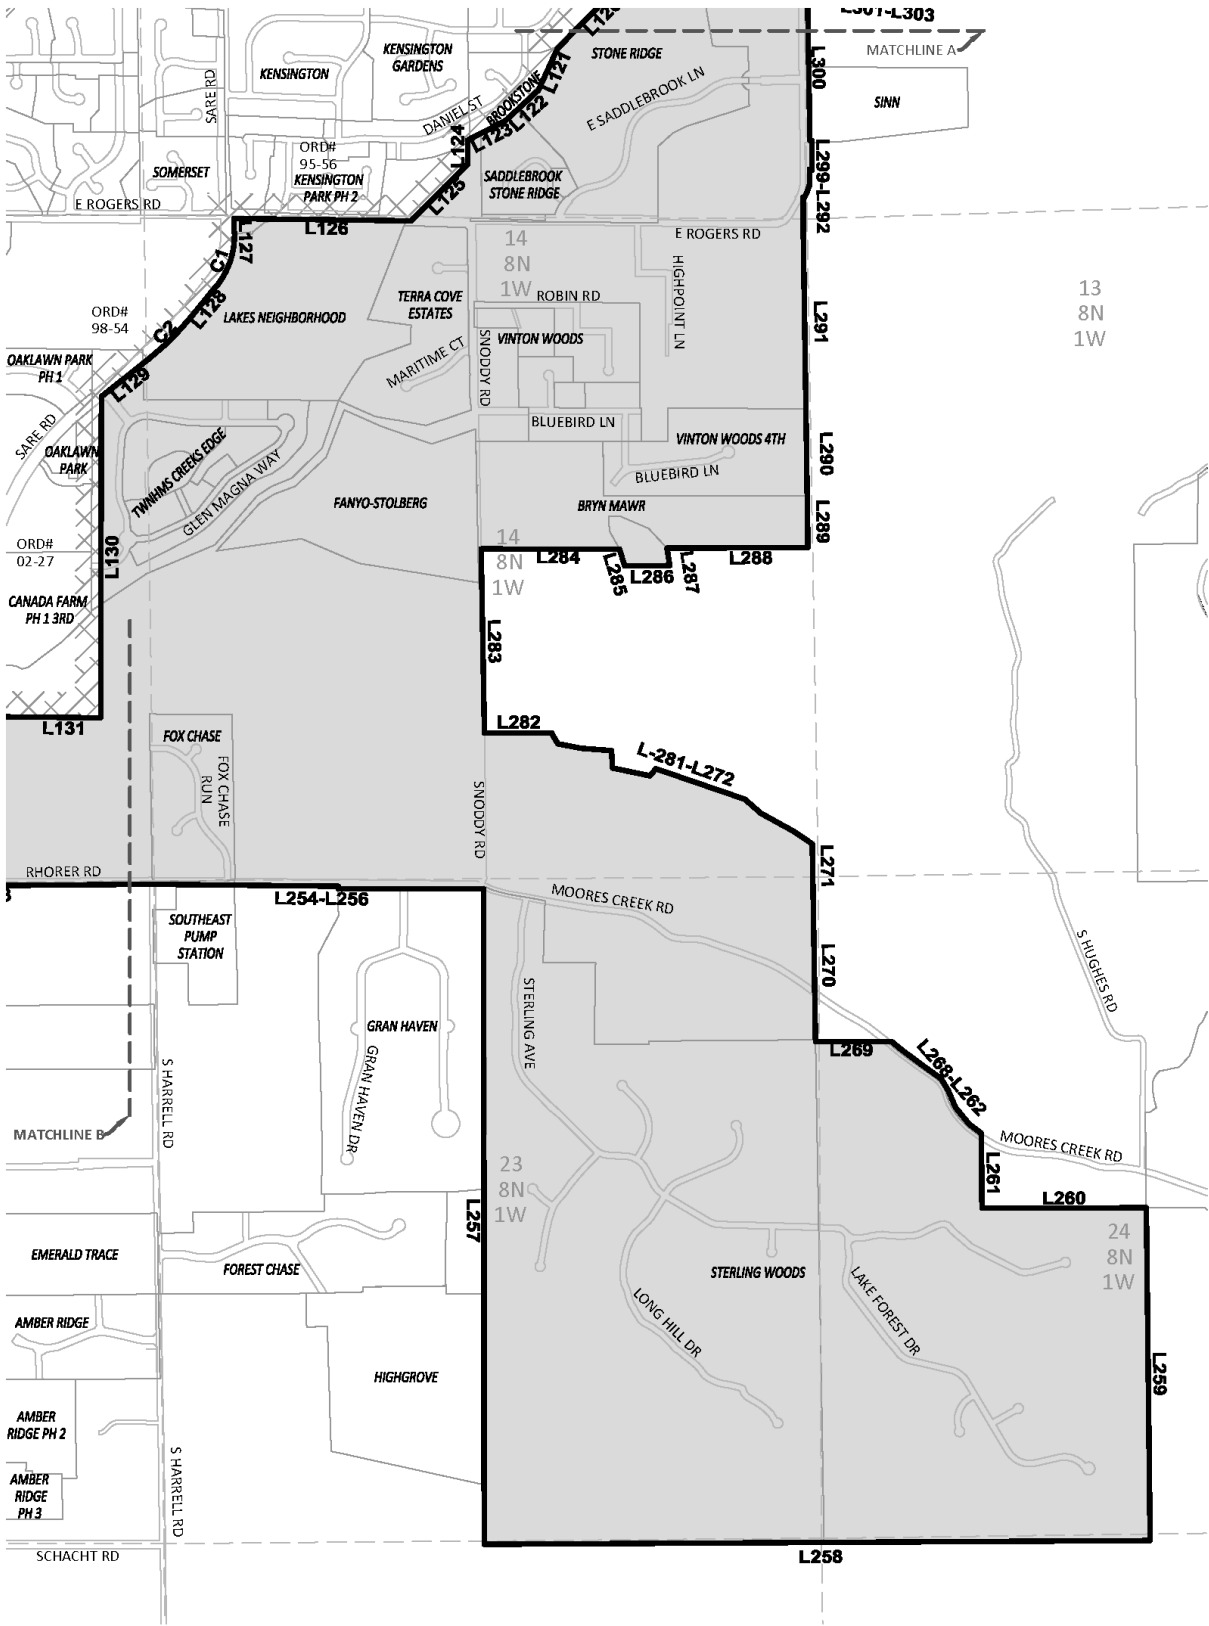 L301-L303
MATCHLINE A
L300
SINN
STONE RIDGE
L121
L122
BROOKSTONE
L123
L124
L125
DANIEL ST
KENSINGTON
GARDENS
KENSINGTON
SARE RD
E SADDLEBROOK LN
SADDLEBROOK
STONE RIDGE
ORD#
95-56
KENSINGTON
PARK PH 2
SOMERSET
E ROGERS RD
L299-L292
L126
L127
C1
L128
C2
L129
E ROGERS RD
14
8N
1W
13
8N
1W
HIGHPOINT LN
ROBIN RD
TERRA COVE
ESTATES
LAKES NEIGHBORHOOD
ORD#
98-54
VINTON WOODS
SNODDY RD
MARITIME CT
L291
OAKLAWN PARK
PH 1
SARE RD
OAKLAWN
PARK
TWNHMS CREEKS EDGE
GLEN MAGNA WAY
BLUEBIRD LN
VINTON WOODS 4TH
BLUEBIRD LN
L290
FANYO-STOLBERG
BRYN MAWR
L289
ORD#
02-27
L130
14
8N
1W
L284
L285
L286
L287
L288
CANADA FARM
PH 1 3RD
L283
L131
L282
FOX CHASE
FOX CHASE
RUN
L-281-L272
SNODDY RD
RHORER RD
L254-L256
L271
MOORES CREEK RD
SOUTHEAST
PUMP
STATION
L270
S HUGHES RD
STERLING AVE
GRAN HAVEN
GRAN HAVEN DR
L269
L268-L262
S HARRELL RD
MATCHLINE B
MOORES CREEK RD
L261
L260
23
8N
1W
L257
24
8N
1W
EMERALD TRACE
FOREST CHASE
STERLING WOODS
LAKE FOREST DR
LONG HILL DR
AMBER RIDGE
HIGHGROVE
L259
AMBER
RIDGE PH 2
AMBER
RIDGE
PH 3
S HARRELL RD
SCHACHT RD
L258